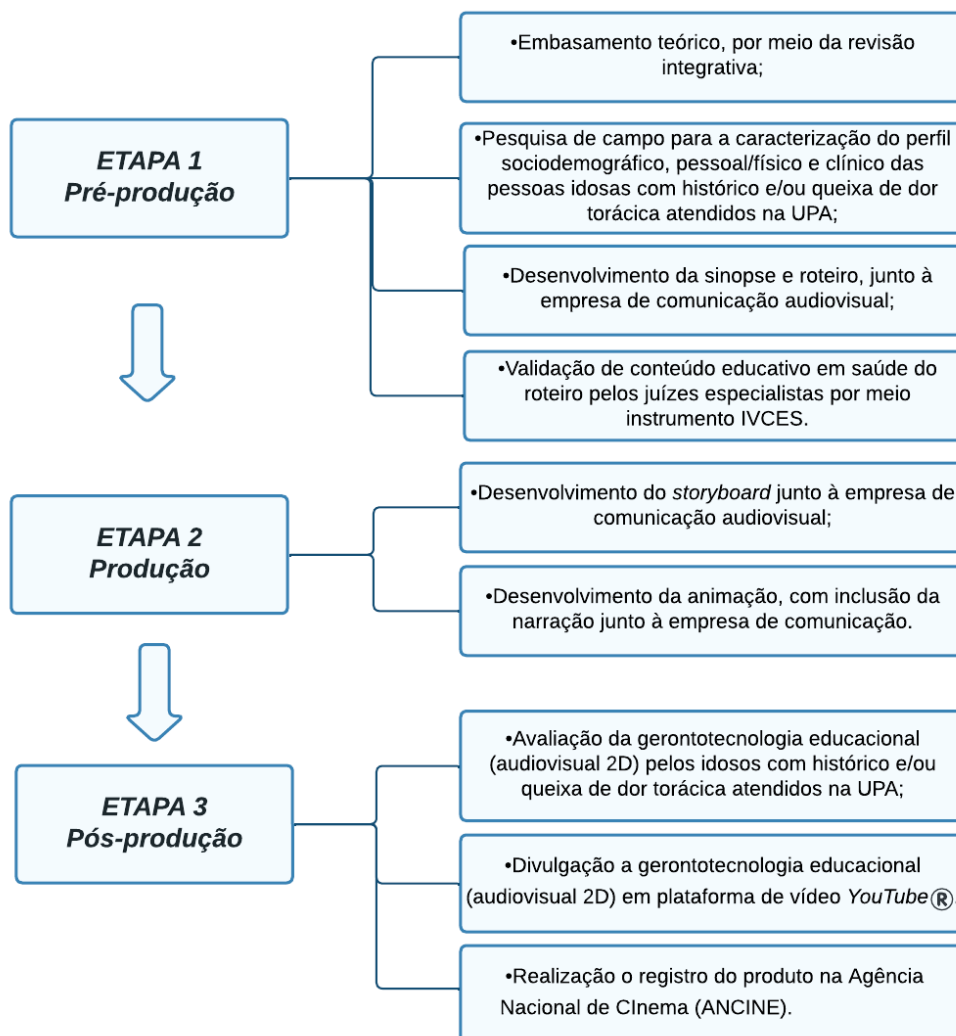 •Embasamento teórico, por meio da revisão
integrativa;
ETAPA 1
Pré-produção
•Pesquisa de campo para a caracterização do perfil
sociodemográfico, pessoal/físico e clínico das
pessoas idosas com histórico e/ou queixa de dor
torácica atendidos na UPA;
•Desenvolvimento da sinopse e roteiro, junto à
empresa de comunicação audiovisual;
•Validação de conteúdo educativo em saúde do
roteiro pelos juízes especialistas por meio
instrumento IVCES.
ETAPA 2
Produção
•Desenvolvimento do storyboard junto à empresa de
comunicação audiovisual;
•Desenvolvimento da animação, com inclusão da
narração junto à empresa de comunicação.
ETAPA 3
Pós-produção
•Avaliação da gerontotecnologia educacional
(audiovisual 2D) pelos idosos com histórico e/ou
queixa de dor torácica atendidos na UPA;
•Divulgação a gerontotecnologia educacional
(audiovisual 2D) em plataforma de vídeo YouTube®.
•Realização o registro do produto na Agência
Nacional de CInema (ANCINE).